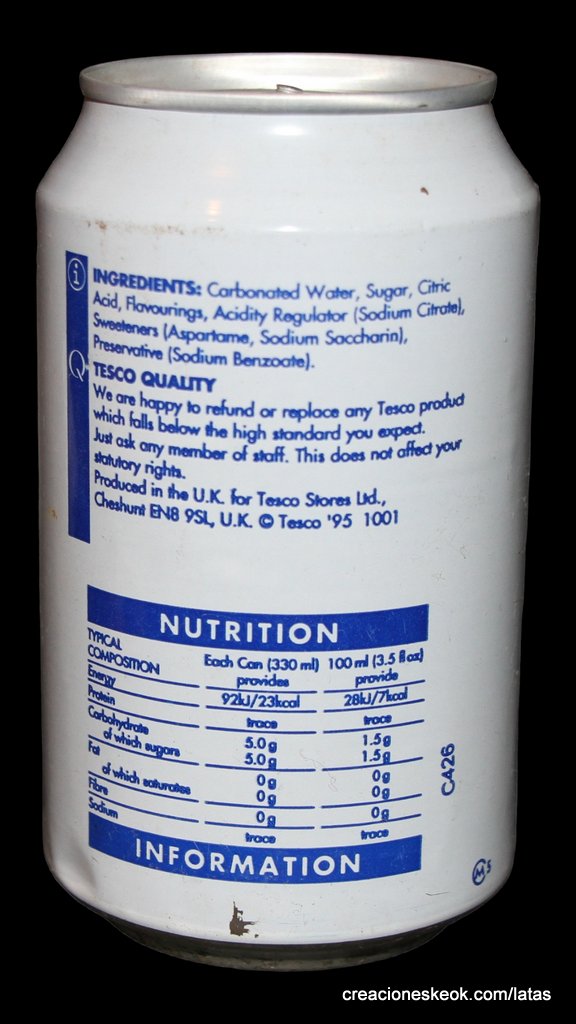 i
INGREDIENTS: Carbonated Water, Sugar, Citric
Acid, Flavourings, Acidity Regulator (Sodium Citrate),
Sweeteners (Aspartame, Sodium Saccharin),
Preservative (Sodium Benzoate).
Q
TESCO QUALITY
We are happy to refund or replace any Tesco product
which falls below the high standard you expect.
Just ask any member of staff. This does not affect your
statutory rights.
Produced in the U.K. for Tesco Stores Ltd.,
Cheshunt EN8 9SL, U.K. © Tesco '95 1001
NUTRITION
TYPICAL
COMPOSITION Each Can (330 ml) provides 100 ml (3.5 fl oz) provide
Energy 92kJ/23kcal 28kJ/7kcal
Protein trace trace
Carbohydrate 5.0g 1.5g
of which sugars 5.0g 1.5g
Fat 0g 0g
of which saturates 0g 0g
Fibre 0g 0g
Sodium trace trace
INFORMATION
C426
M 5
creacioneskeok.com/latas